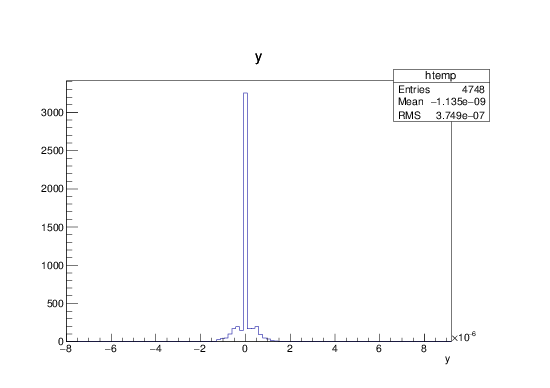 y
htemp
Entries 4748
Mean −1.135e−09
RMS 3.749e−07
3000
2500
2000
1500
1000
500
0
−8 −6 −4 −2 0 2 4 6 8
×10-6
y